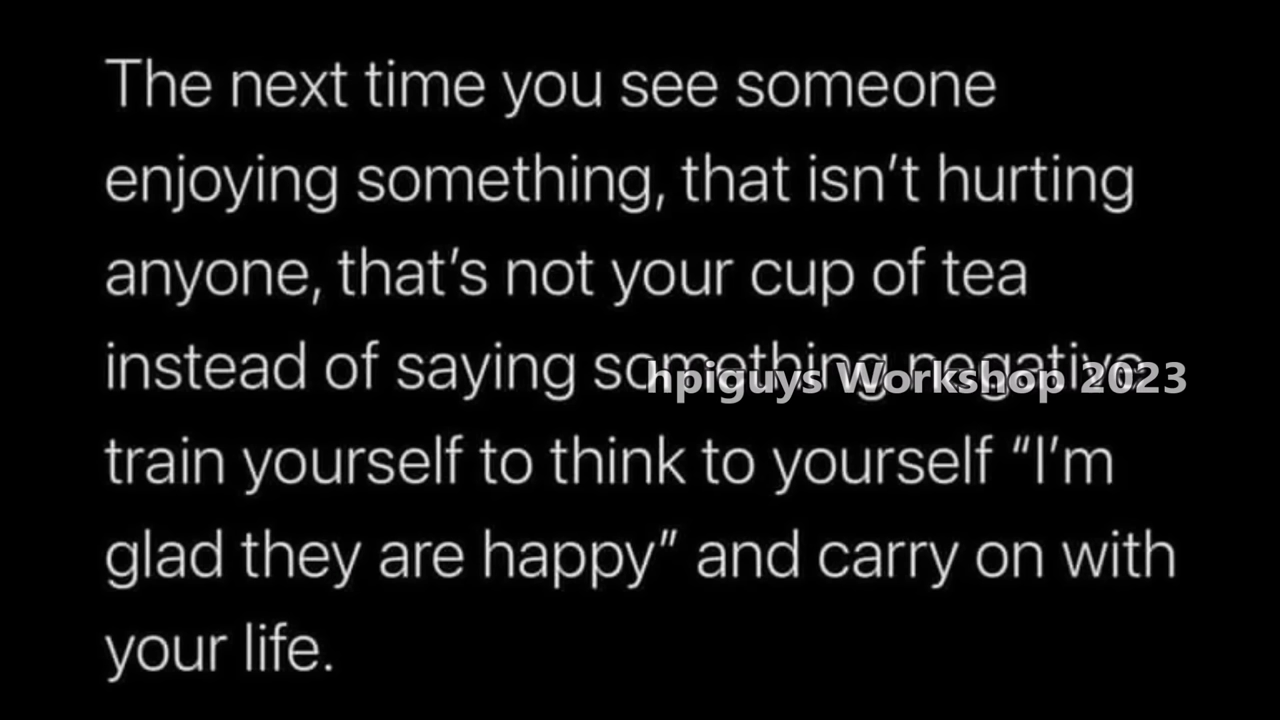 The next time you see someone
enjoying something, that isn’t hurting
anyone, that’s not your cup of tea
instead of saying something negative
hpiguys Workshop 2023
train yourself to think to yourself “I’m
glad they are happy” and carry on with
your life.